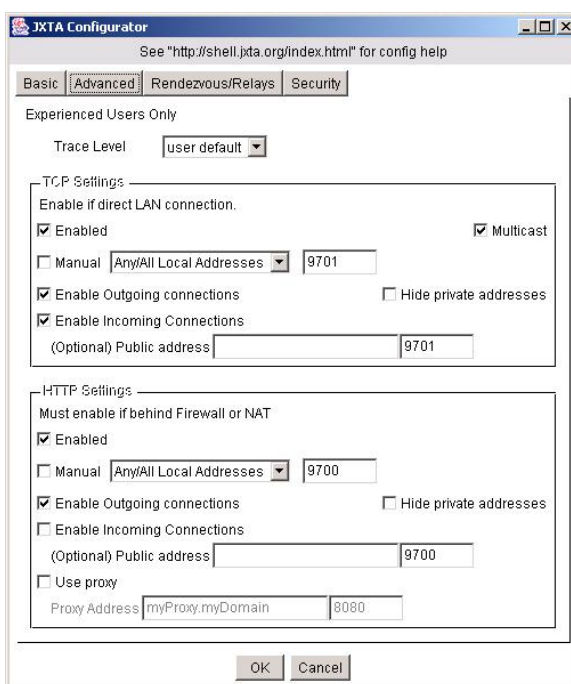 JXTA Configurator
See "http://shell.jxta.org/index.html" for config help
Basic Advanced Rendezvous/Relays Security
Experienced Users Only
Trace Level user default
TCP Settings
Enable if direct LAN connection.
Enabled Multicast
Manual Any/All Local Addresses 9701
Enable Outgoing connections Hide private addresses
Enable Incoming Connections
(Optional) Public address 9701
HTTP Settings
Must enable if behind Firewall or NAT
Enabled
Manual Any/All Local Addresses 9700
Enable Outgoing connections Hide private addresses
Enable Incoming Connections
(Optional) Public address 9700
Use proxy
Proxy Address myProxy.myDomain 8080
OK Cancel